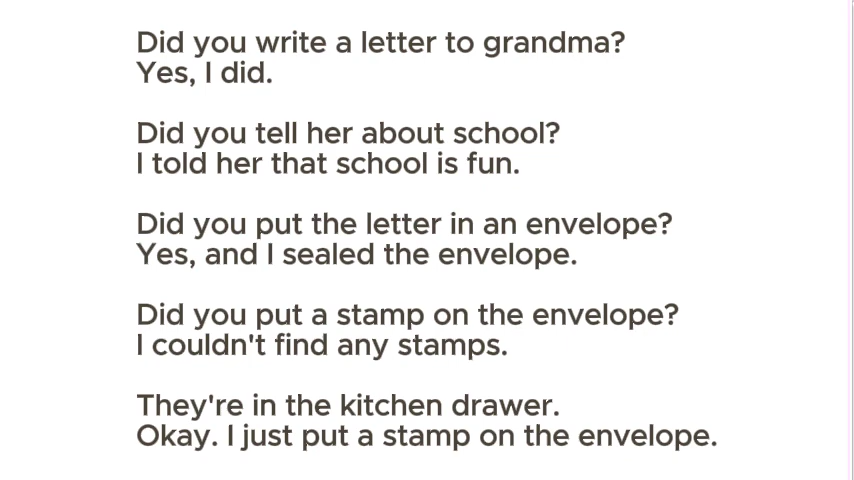 Did you write a letter to grandma?
Yes, I did.
Did you tell her about school?
I told her that school is fun.
Did you put the letter in an envelope?
Yes, and I sealed the envelope.
Did you put a stamp on the envelope?
I couldn't find any stamps.
They're in the kitchen drawer.
Okay. I just put a stamp on the envelope.